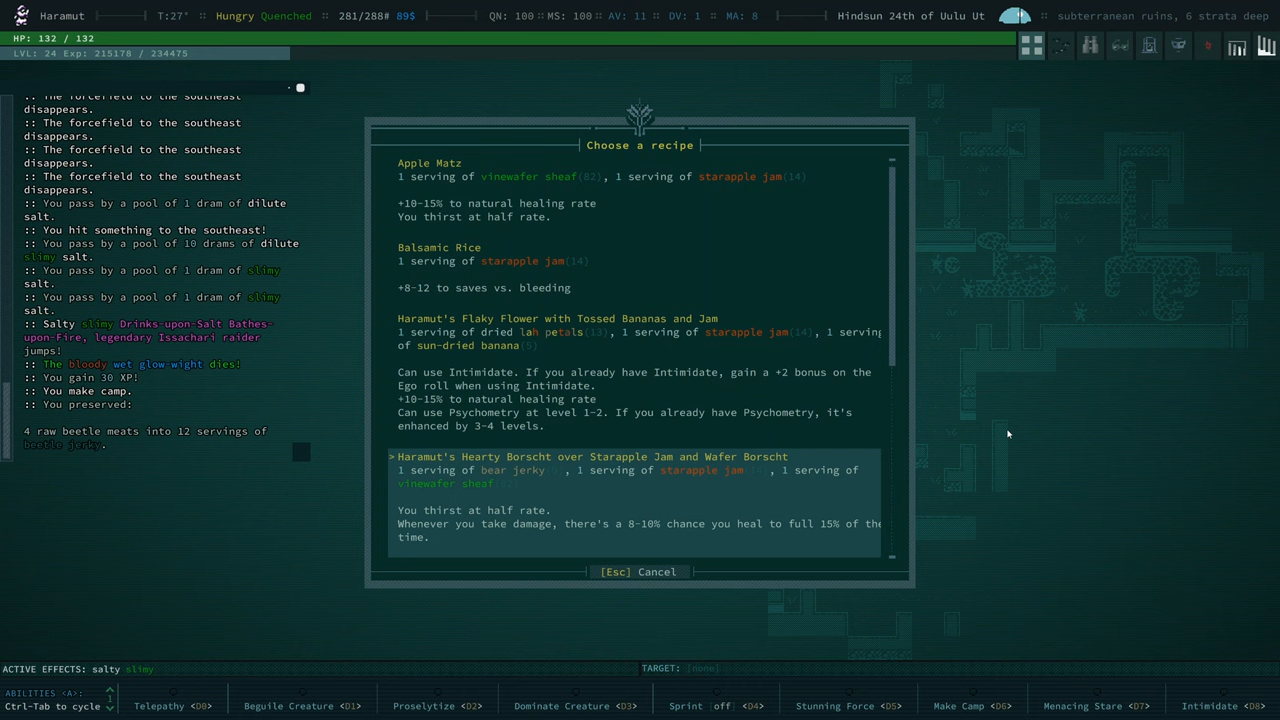 Haramut
T:27° :: Hungry Quenched :: 281/288# 89$
QN: 100 :: MS: 100 :: AV: 11 :: DV: 1 :: MA: 8
Hindsun 24th of Uulu Ut
:: subterranean ruins, 6 strata deep
HP: 132 / 132
LVL: 24 Exp: 215178 / 234475
:: The forcefield to the southeast
disappears.
:: The forcefield to the southeast
disappears.
:: The forcefield to the southeast
disappears.
:: The forcefield to the southeast
disappears.
:: You pass by a pool of 1 dram of dilute
salt.
:: You hit something to the southeast!
:: You pass by a pool of 10 drams of dilute
slimy salt.
:: You pass by a pool of 1 dram of slimy
salt.
:: You pass by a pool of 1 dram of slimy
salt.
:: Salty slimy Drinks-upon-Salt Bathes-
upon-Fire, legendary Issachari raider
jumps!
:: The bloody wet glow-wight dies!
:: You gain 30 XP!
:: You make camp.
:: You preserved:
4 raw beetle meats into 12 servings of
beetle jerky.
Choose a recipe
Apple Matz
1 serving of vinewafer sheaf(82), 1 serving of starapple jam(14)
+10-15% to natural healing rate
You thirst at half rate.
Balsamic Rice
1 serving of starapple jam(14)
+8-12 to saves vs. bleeding
Haramut's Flaky Flower with Tossed Bananas and Jam
1 serving of dried lah petals(13), 1 serving of starapple jam(14), 1 serving
of sun-dried banana(5)
Can use Intimidate. If you already have Intimidate, gain a +2 bonus on the
Ego roll when using Intimidate.
+10-15% to natural healing rate
Can use Psychometry at level 1-2. If you already have Psychometry, it's
enhanced by 3-4 levels.
> Haramut's Hearty Borscht over Starapple Jam and Wafer Borscht
1 serving of bear jerky, 1 serving of starapple jam, 1 serving of
vinewafer sheaf
You thirst at half rate.
Whenever you take damage, there's a 8-10% chance you heal to full 15% of the
time.
[Esc] Cancel
ACTIVE EFFECTS: salty slimy
TARGET: [none]
ABILITIES <A>:
Ctrl-Tab to cycle
1
Telepathy <D0>
Beguile Creature <D1>
Proselytize <D2>
Dominate Creature <D3>
Sprint [off] <D4>
Stunning Force <D5>
Make Camp <D6>
Menacing Stare <D7>
Intimidate <D8>